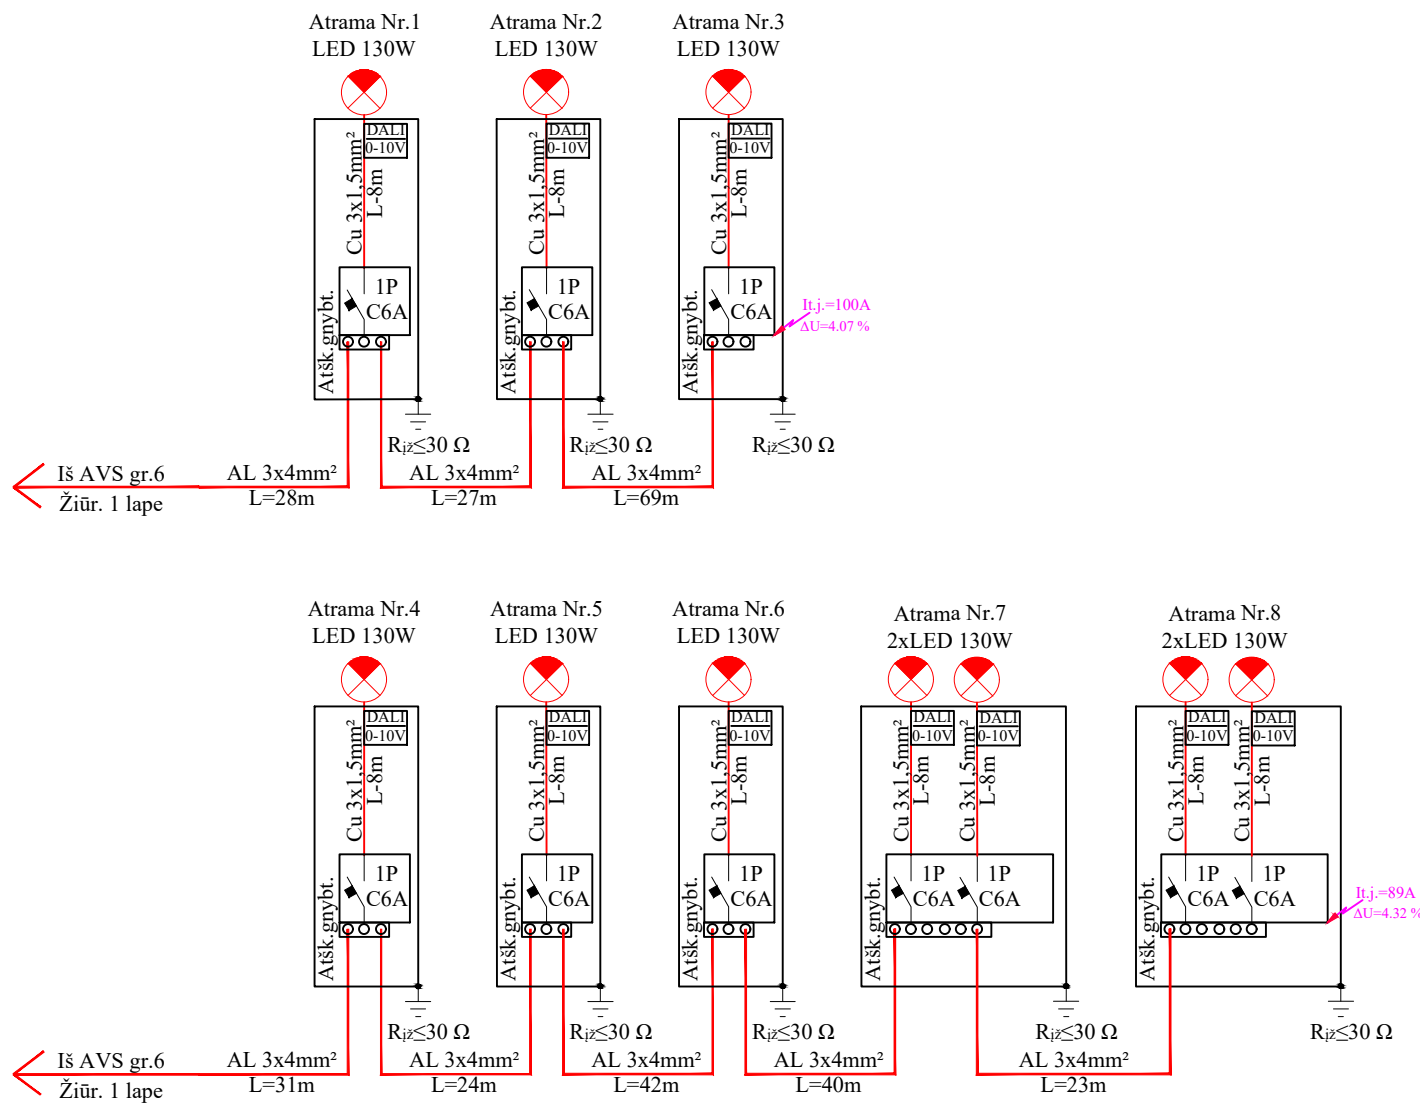 Atrama Nr.1
LED 130W
Atrama Nr.2
LED 130W
Atrama Nr.3
LED 130W
DALI
0-10V
Cu 3x1,5mm²
L-8m
DALI
0-10V
Cu 3x1,5mm²
L-8m
DALI
0-10V
Cu 3x1,5mm²
L-8m
1P
C6A
Atšk.gnybt.
1P
C6A
Atšk.gnybt.
1P
C6A
Atšk.gnybt.
It.j.=100A
ΔU=4.07 %
Rįž≤30 Ω
Rįž≤30 Ω
Rįž≤30 Ω
Iš AVS gr.6
Žiūr. 1 lape
AL 3x4mm²
L=28m
AL 3x4mm²
L=27m
AL 3x4mm²
L=69m
Atrama Nr.4
LED 130W
Atrama Nr.5
LED 130W
Atrama Nr.6
LED 130W
Atrama Nr.7
2xLED 130W
Atrama Nr.8
2xLED 130W
DALI
0-10V
Cu 3x1,5mm²
L-8m
DALI
0-10V
Cu 3x1,5mm²
L-8m
DALI
0-10V
Cu 3x1,5mm²
L-8m
DALI
0-10V
Cu 3x1,5mm²
L-8m
DALI
0-10V
Cu 3x1,5mm²
L-8m
DALI
0-10V
Cu 3x1,5mm²
L-8m
DALI
0-10V
Cu 3x1,5mm²
L-8m
1P
C6A
Atšk.gnybt.
1P
C6A
Atšk.gnybt.
1P
C6A
Atšk.gnybt.
1P
C6A
1P
C6A
Atšk.gnybt.
1P
C6A
1P
C6A
Atšk.gnybt.
It.j.=89A
ΔU=4.32 %
Rįž≤30 Ω
Rįž≤30 Ω
Rįž≤30 Ω
Rįž≤30 Ω
Rįž≤30 Ω
Iš AVS gr.6
Žiūr. 1 lape
AL 3x4mm²
L=31m
AL 3x4mm²
L=24m
AL 3x4mm²
L=42m
AL 3x4mm²
L=40m
AL 3x4mm²
L=23m